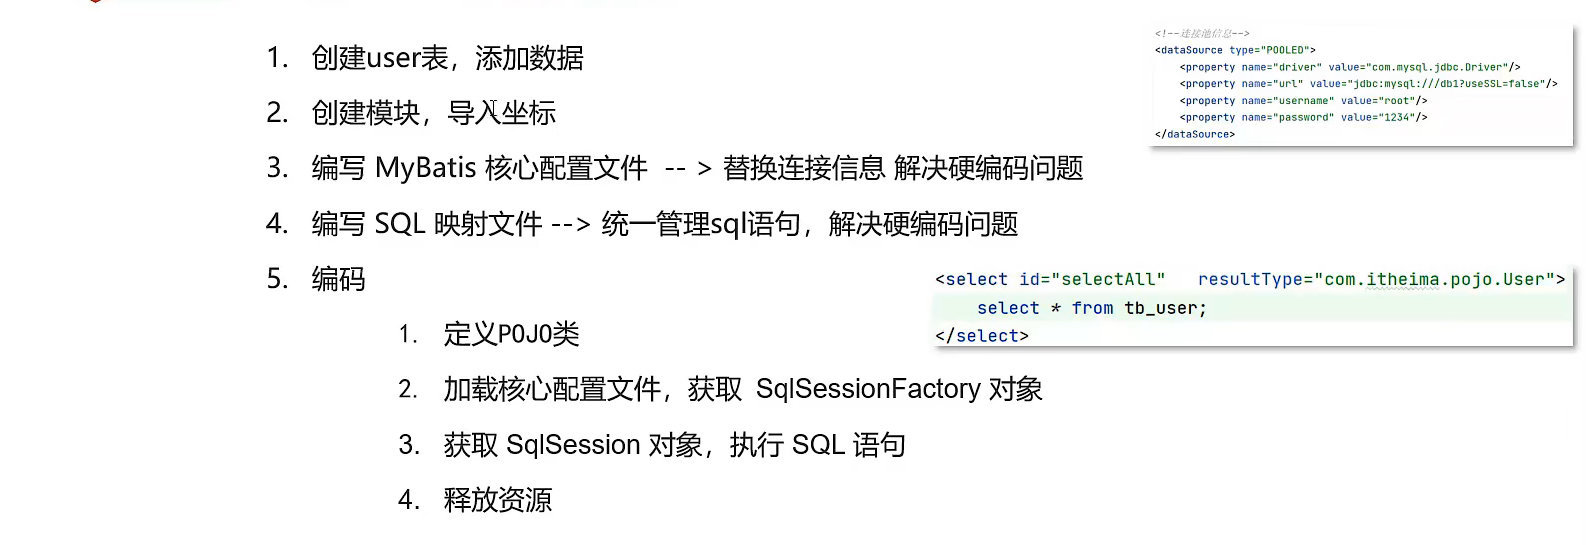 1. 创建user表，添加数据
2. 创建模块，导入坐标
3. 编写 MyBatis 核心配置文件 -- > 替换连接信息 解决硬编码问题
4. 编写 SQL 映射文件 --> 统一管理sql语句，解决硬编码问题
5. 编码
1. 定义POJO类
2. 加载核心配置文件，获取 SqlSessionFactory 对象
3. 获取 SqlSession 对象，执行 SQL 语句
4. 释放资源
<!--连接池信息-->
<dataSource type="POOLED">
<property name="driver" value="com.mysql.jdbc.Driver"/>
<property name="url" value="jdbc:mysql:///db1?useSSL=false"/>
<property name="username" value="root"/>
<property name="password" value="1234"/>
</dataSource>
<select id="selectAll" resultType="com.itheima.pojo.User">
select * from tb_user;
</select>